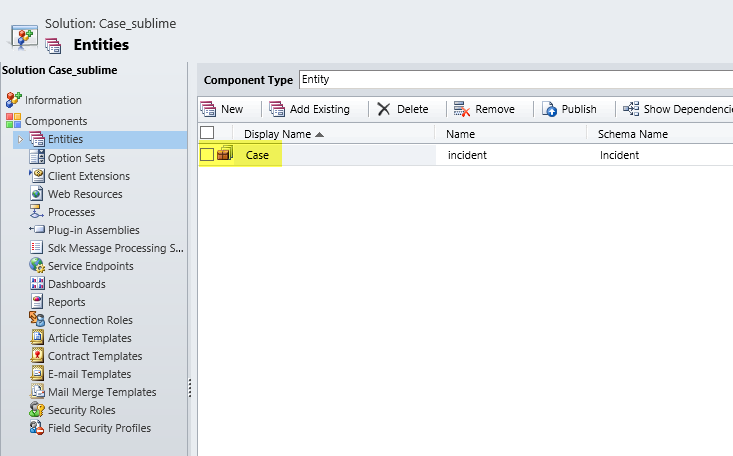 Solution: Case_sublime
Entities
Solution Case_sublime
Information
Components
Entities
Option Sets
Client Extensions
Web Resources
Processes
Plug-in Assemblies
Sdk Message Processing S...
Service Endpoints
Dashboards
Reports
Connection Roles
Article Templates
Contract Templates
E-mail Templates
Mail Merge Templates
Security Roles
Field Security Profiles
Component Type Entity
New Add Existing Delete Remove Publish Show Dependencie
Display Name Name Schema Name
Case incident Incident